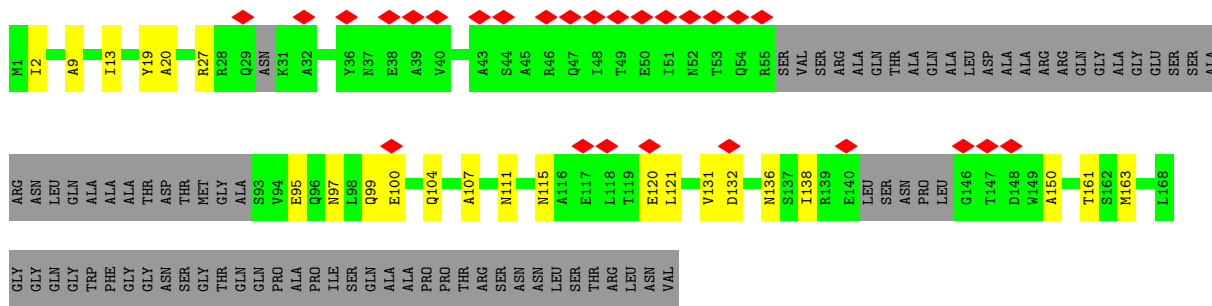 M1 I2 A9 I13 Y19 A20 R27 R28 Q29 ASN K31 A32 Y36 N37 E38 A39 V40 A43 S44 A45 R46 Q47 I48 T49 E50 I51 N52 T53 Q54 R55 SER VAL SER ARG ALA GLN THR ALA GLN ALA LEU ASP ALA ALA ARG ARG GLN GLY ALA GLY GLU SER SER ALA
ARG ASN LEU GLN ALA ALA ALA THR ASP THR MET GLY ALA S93 V94 E95 Q96 N97 L98 Q99 E100 Q104 A107 N111 N115 A116 E117 L118 T119 E120 L121 V131 D132 N136 S137 I138 R139 E140 LEU SER ASN PRO LEU G146 T147 D148 W149 A150 T161 S162 M163 L168
GLY GLY GLN GLY TRP PHE GLY GLY ASN SER GLY THR GLN GLN PRO ALA PRO ILE SER GLN ALA ALA PRO PRO THR ARG SER ASN ASN LEU SER THR ARG LEU ASN VAL